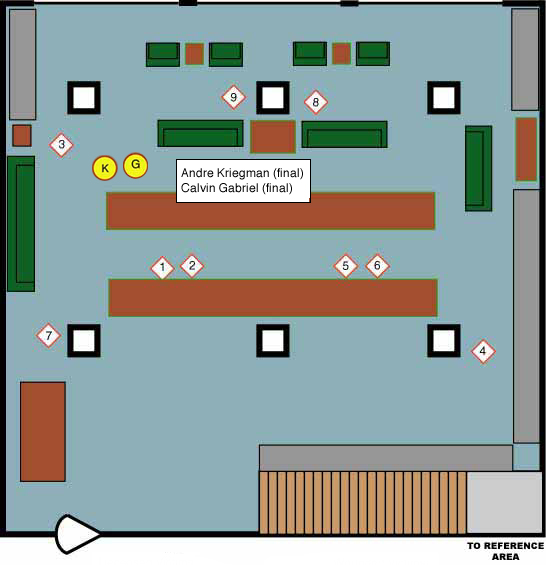 9
8
3
K
G
Andre Kriegman (final)
Calvin Gabriel (final)
1
2
5
6
7
4
TO REFERENCE
AREA